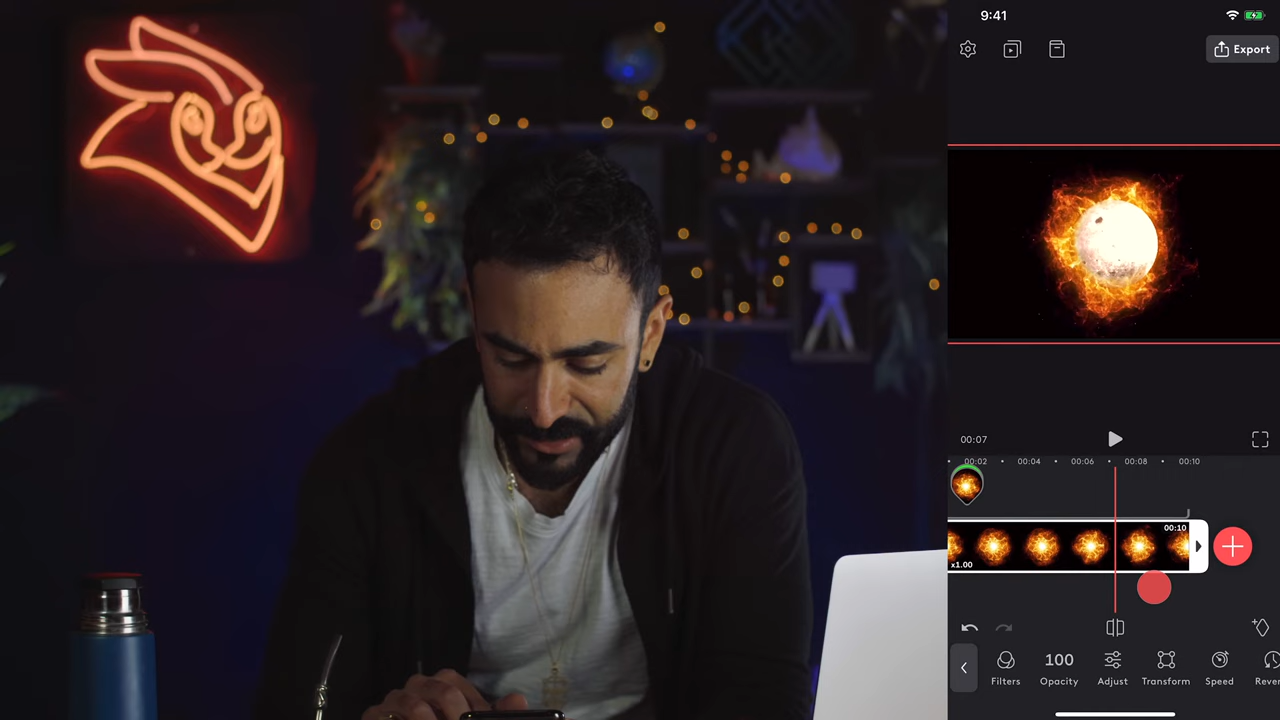 9:41
Export
00:07
00:02 00:04 00:06 00:08 00:10
00:10
x1.00
100
Filters Opacity Adjust Transform Speed Rever